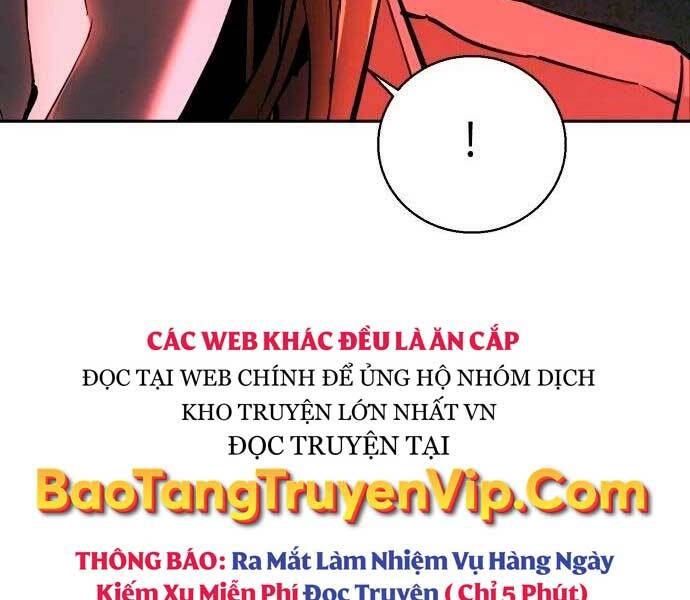 !
CÁC WEB KHÁC ĐỀU LÀ ĂN CẮP
ĐỌC TẠI WEB CHÍNH ĐỂ ỦNG HỘ NHÓM DỊCH
KHO TRUYỆN LỚN NHẤT VN
ĐỌC TRUYỆN TẠI
BaoTangTruyenVip.Com
THÔNG BÁO: Ra Mắt Làm Nhiệm Vụ Hàng Ngày
Kiếm Xu Miễn Phí Đọc Truyện ( Chỉ 5 Phút)